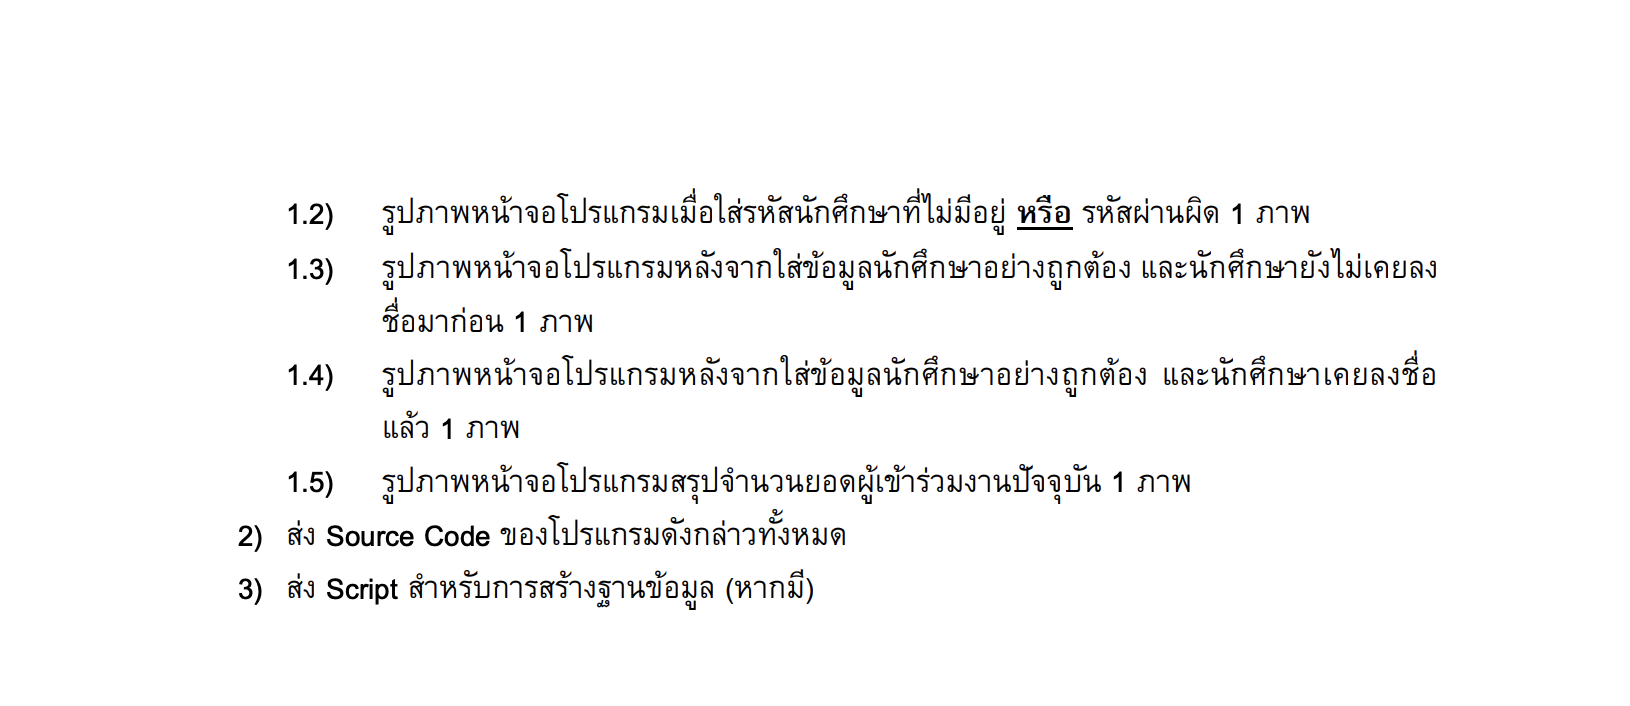 1.2) รูปภาพหน้าจอโปรแกรมเมื่อใส่รหัสนักศึกษาที่ไม่มีอยู่ หรือ รหัสผ่านผิด 1 ภาพ
1.3) รูปภาพหน้าจอโปรแกรมหลังจากใส่ข้อมูลนักศึกษาอย่างถูกต้อง และนักศึกษายังไม่เคยลง
ชื่อมาก่อน 1 ภาพ
1.4) รูปภาพหน้าจอโปรแกรมหลังจากใส่ข้อมูลนักศึกษาอย่างถูกต้อง และนักศึกษาเคยลงชื่อ
แล้ว 1 ภาพ
1.5) รูปภาพหน้าจอโปรแกรมสรุปจำนวนยอดผู้เข้าร่วมงานปัจจุบัน 1 ภาพ
2) ส่ง Source Code ของโปรแกรมดังกล่าวทั้งหมด
3) ส่ง Script สำหรับการสร้างฐานข้อมูล (หากมี)